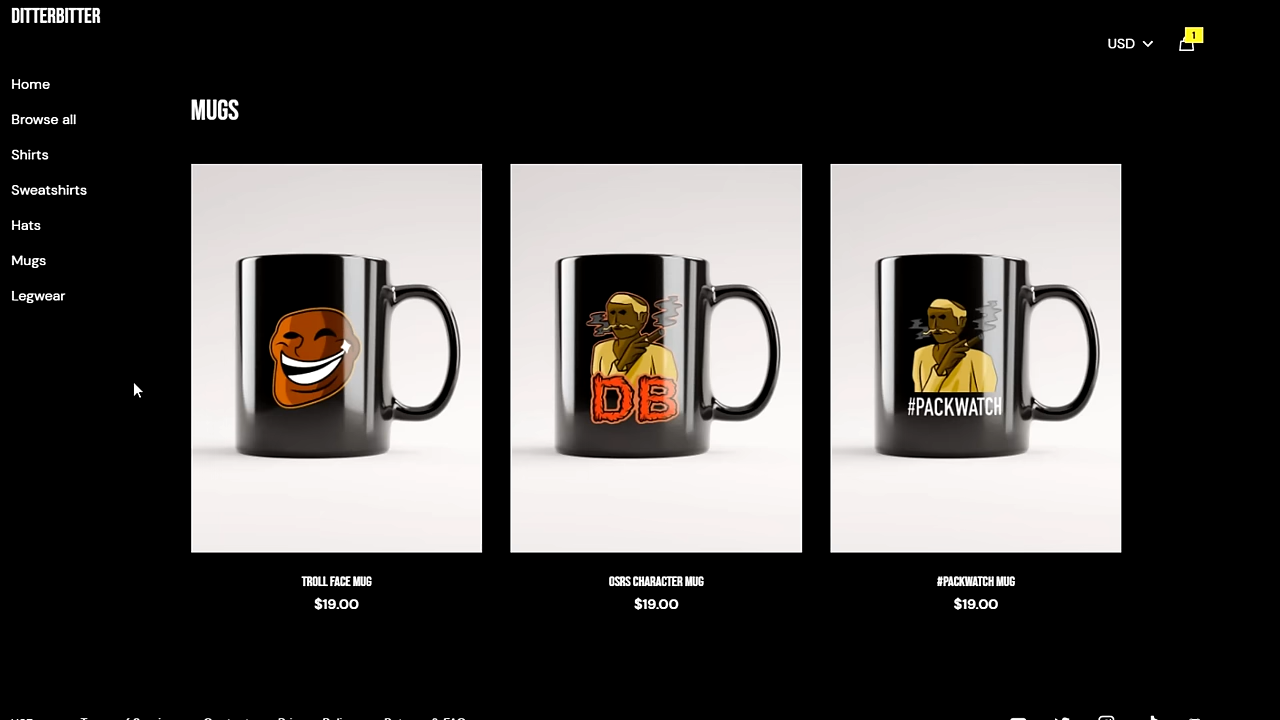 DITTERBITTER
USD
1
Home
Browse all
Shirts
Sweatshirts
Hats
Mugs
Legwear
MUGS
DB
#PACKWATCH
TROLL FACE MUG
$19.00
OSRS CHARACTER MUG
$19.00
#PACKWATCH MUG
$19.00